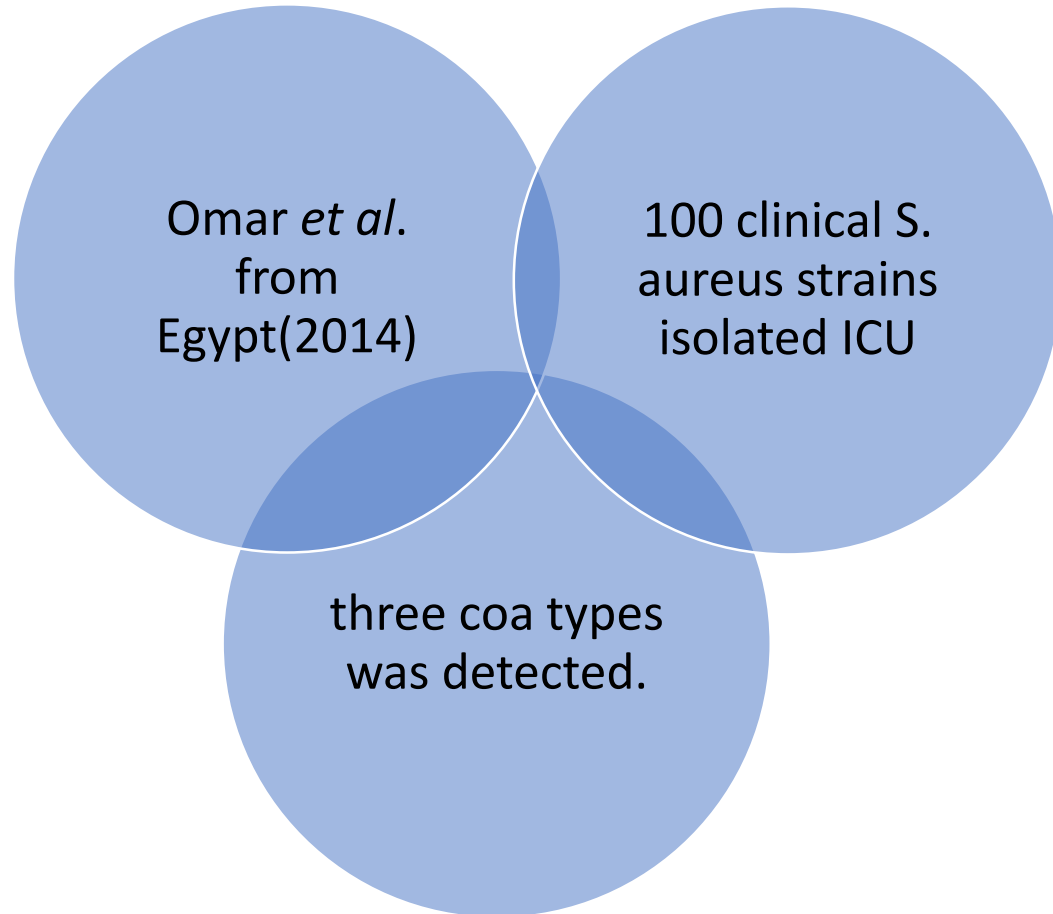 Omar et al.
from
Egypt(2014)
100 clinical S.
aureus strains
isolated ICU
three coa types
was detected.